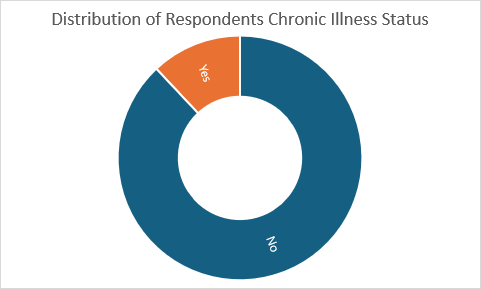 Distribution of Respondents Chronic Illness Status
Yes
No